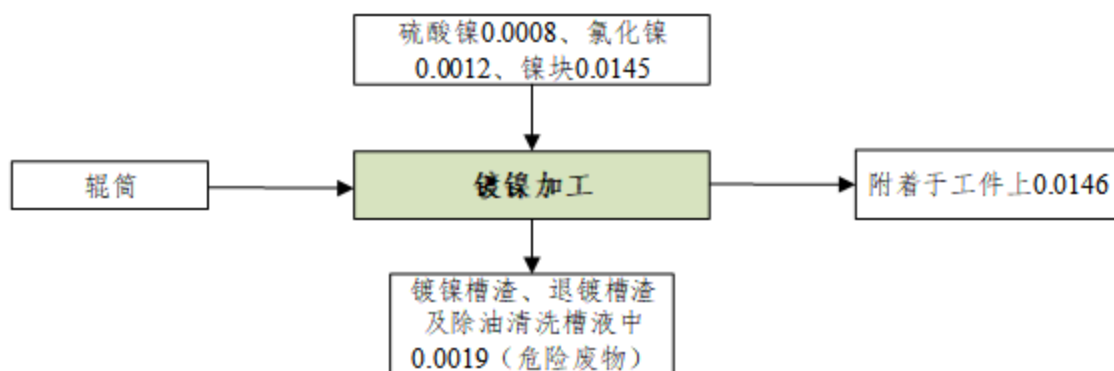 硫酸镍0.0008、氯化镍
0.0012、镍块0.0145
辊筒
镀镍加工
附着于工件上0.0146
镀镍槽渣、退镀槽渣
及除油清洗槽液中
0.0019（危险废物）